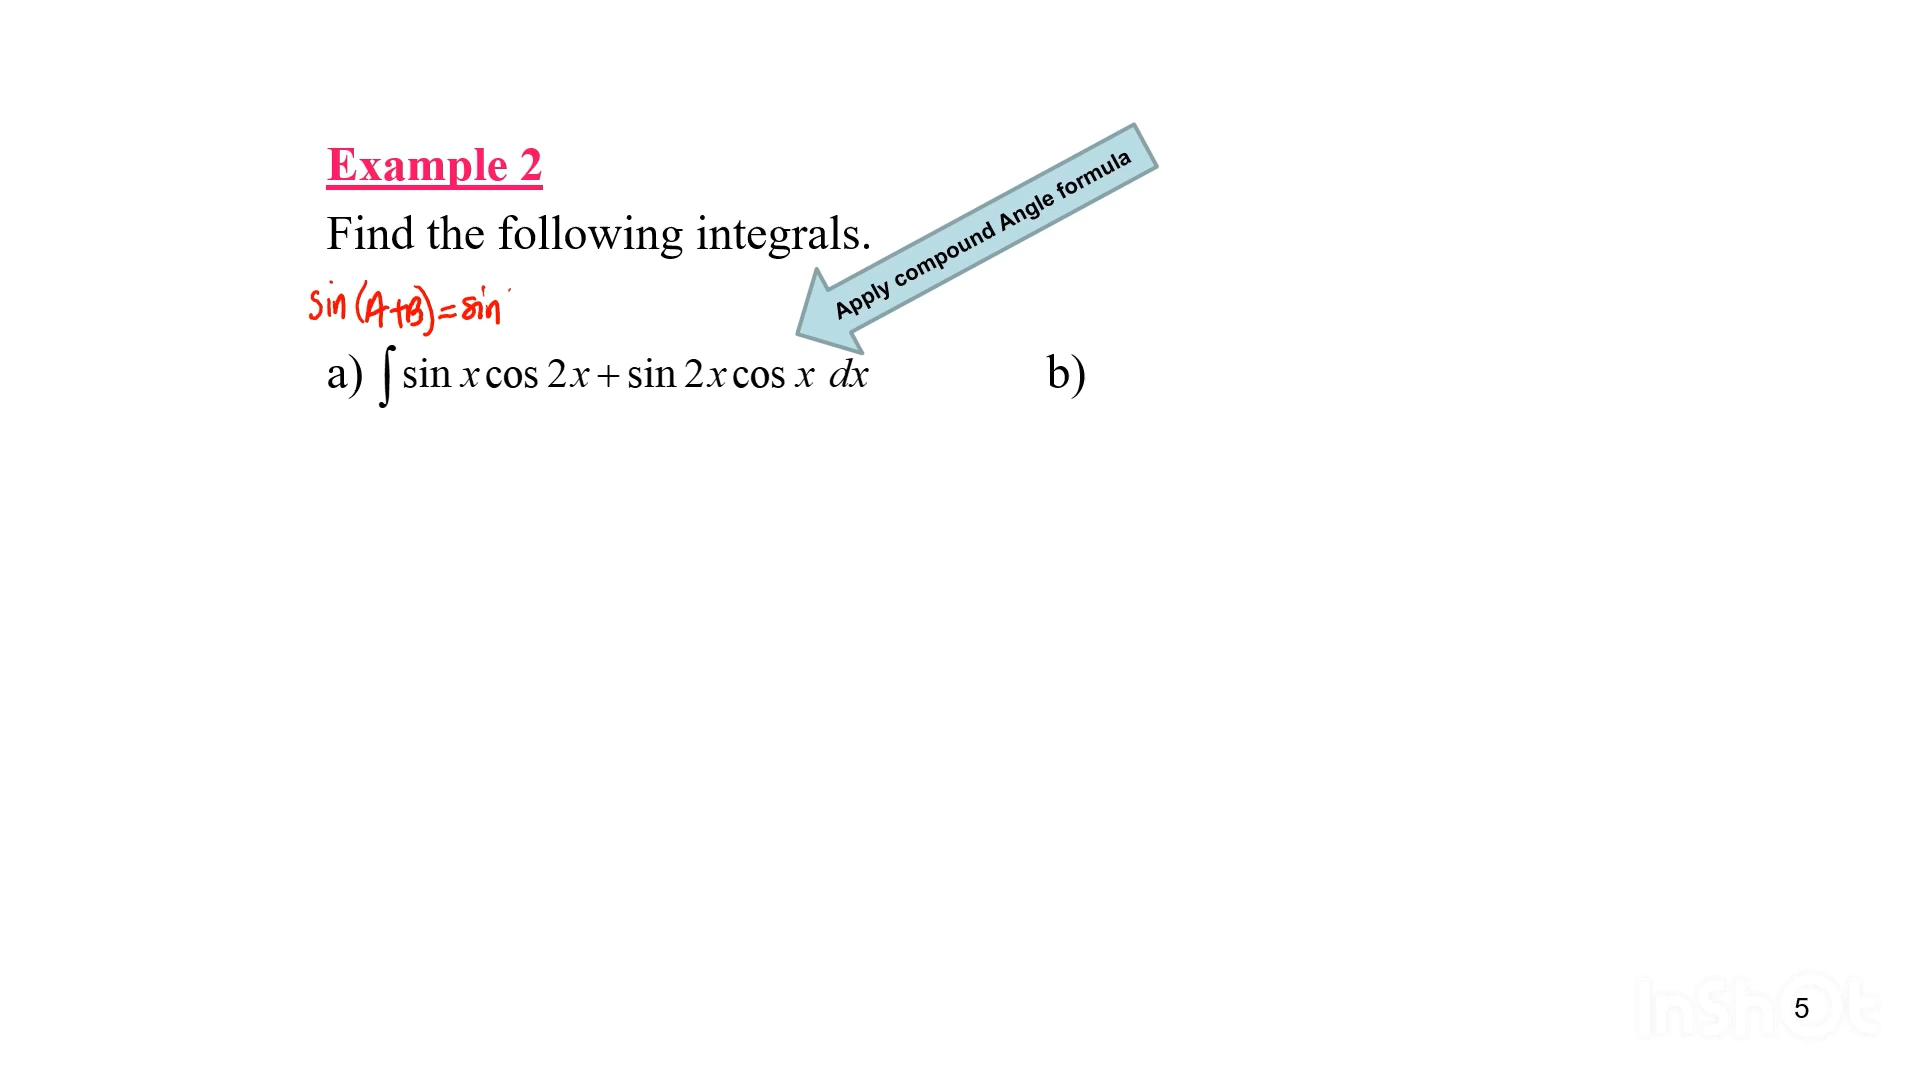 Example 2
Find the following integrals.
Apply compound Angle formula
sin (A+B) = sin
a) ∫ sin x cos 2x + sin 2x cos x dx
b)
InShOt
5